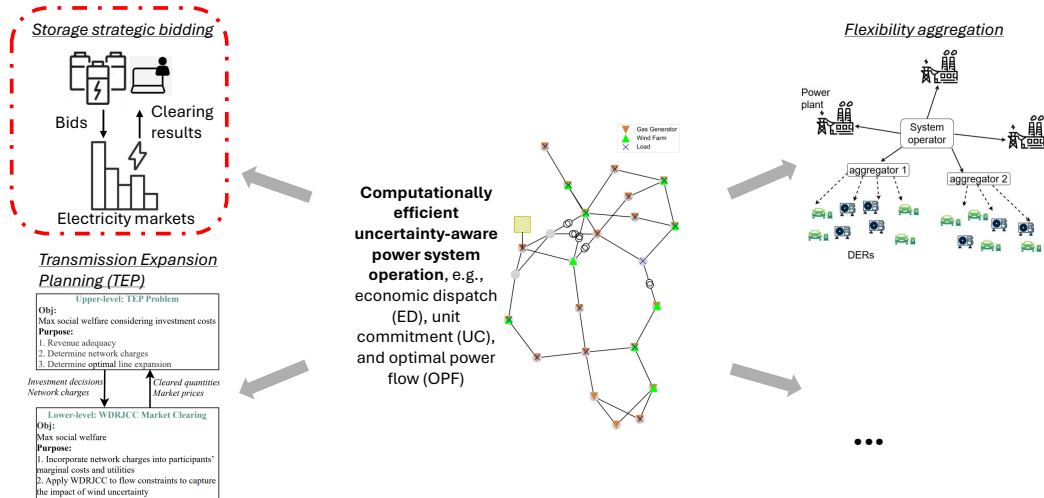 Storage strategic bidding
Bids
Clearing
results
Electricity markets
Transmission Expansion
Planning (TEP)
Upper-level: TEP Problem
Obj:
Max social welfare considering investment costs
Purpose:
1. Revenue adequacy
2. Determine network charges
3. Determine optimal line expansion
Investment decisions
Network charges
Cleared quantities
Market prices
Lower-level: WDRJCC Market Clearing
Obj:
Max social welfare
Purpose:
1. Incorporate network charges into participants'
marginal costs and utilities
2. Apply WDRJCC to flow constraints to capture
the impact of wind uncertainty
Computationally
efficient
uncertainty-aware
power system
operation, e.g.,
economic dispatch
(ED), unit
commitment (UC),
and optimal power
flow (OPF)
Gas Generator
Wind Farm
Load
Flexibility aggregation
Power
plant
System
operator
aggregator 1
aggregator 2
DERs
...